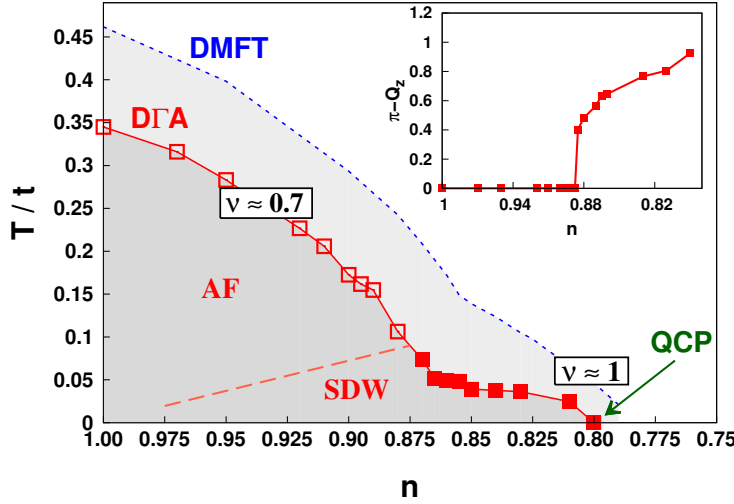 T / t
0.45
0.4
0.35
0.3
0.25
0.2
0.15
0.1
0.05
0
DMFT
DΓA
ν ≈ 0.7
AF
SDW
ν ≈ 1
QCP
1.00 0.975 0.95 0.925 0.90 0.875 0.85 0.825 0.80 0.775 0.75
n
π−Q_z
1.2
1
0.8
0.6
0.4
0.2
0
1 0.94 0.88 0.82
n